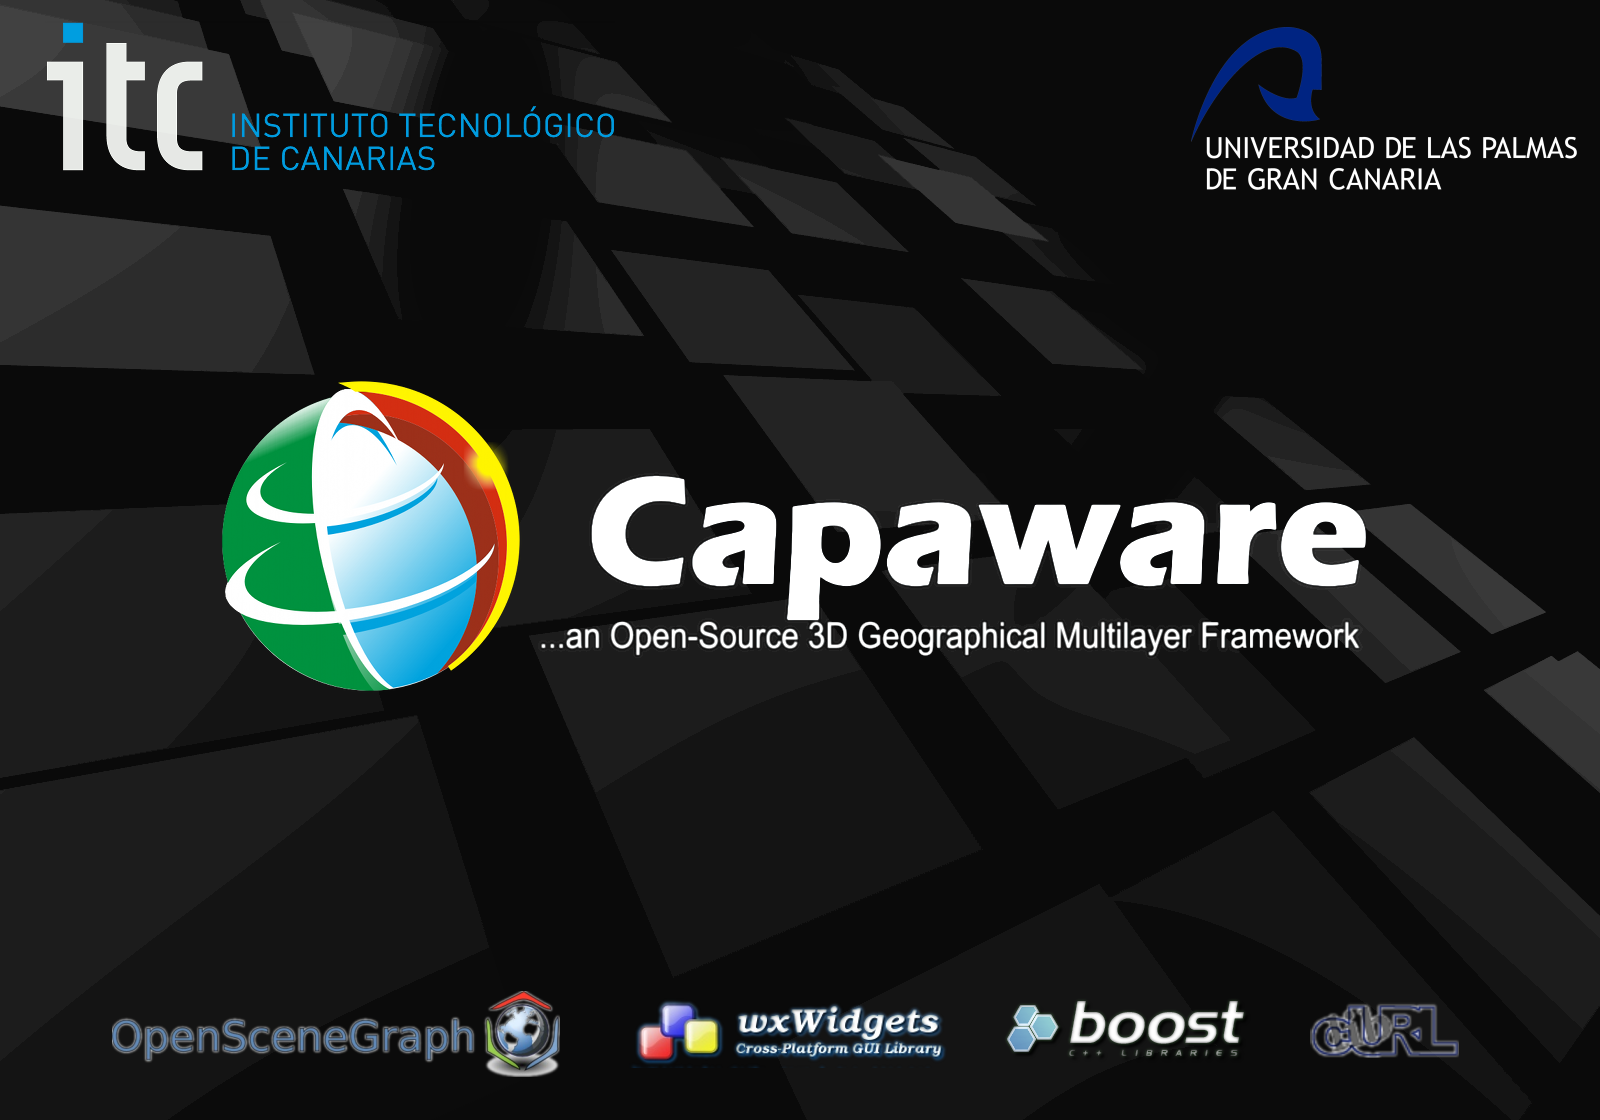 itc
INSTITUTO TECNOLÓGICO
DE CANARIAS
UNIVERSIDAD DE LAS PALMAS
DE GRAN CANARIA
Capaware
...an Open-Source 3D Geographical Multilayer Framework
OpenSceneGraph
wxWidgets
Cross-Platform GUI Library
boost
C++ LIBRARIES